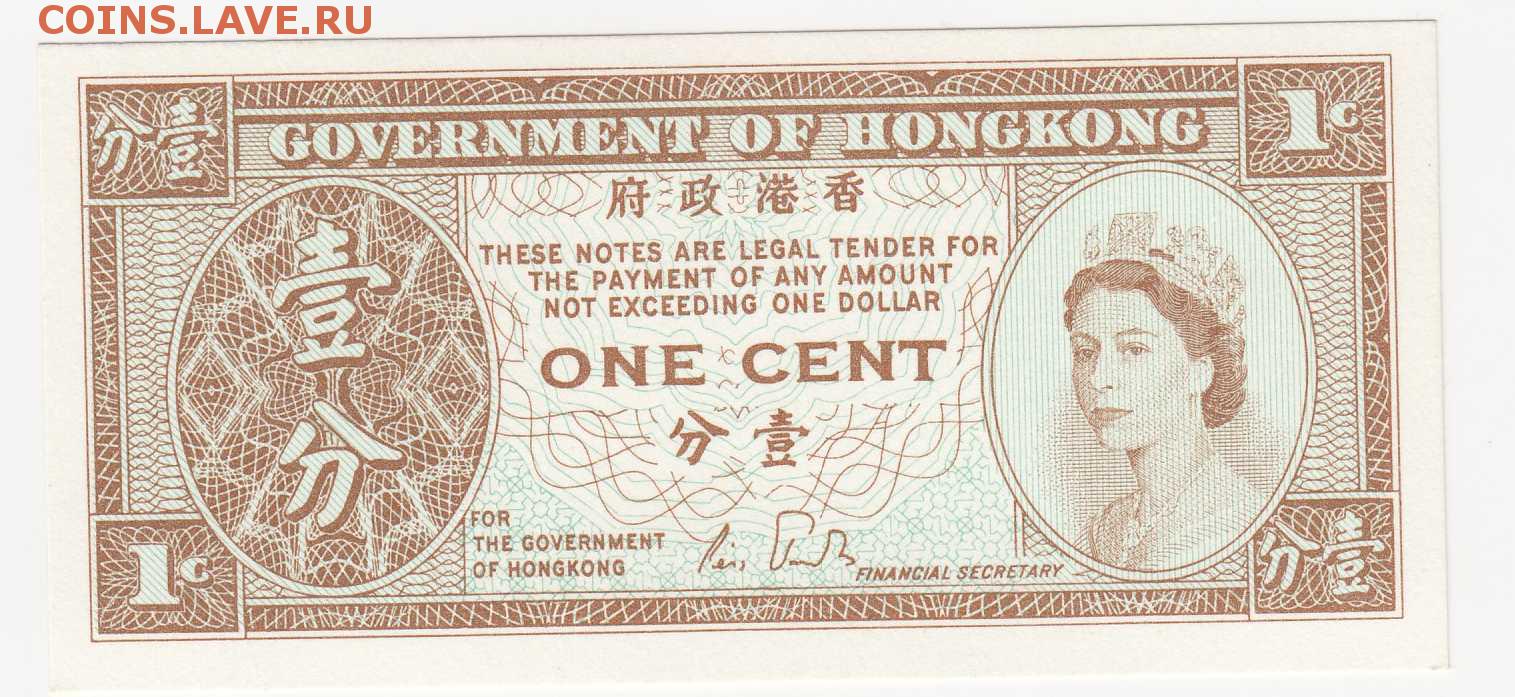 COINS.LAVE.RU
壹分
GOVERNMENT OF HONGKONG
1C
香港政府
THESE NOTES ARE LEGAL TENDER FOR
THE PAYMENT OF ANY AMOUNT
NOT EXCEEDING ONE DOLLAR
壹
分
ONE CENT
壹分
FOR
THE GOVERNMENT
OF HONGKONG
FINANCIAL SECRETARY
1C
壹分